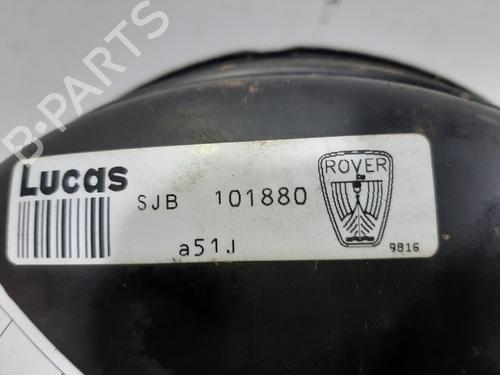 B-PARTS
Lucas
SJB 101880
ROVER
a51J
9816